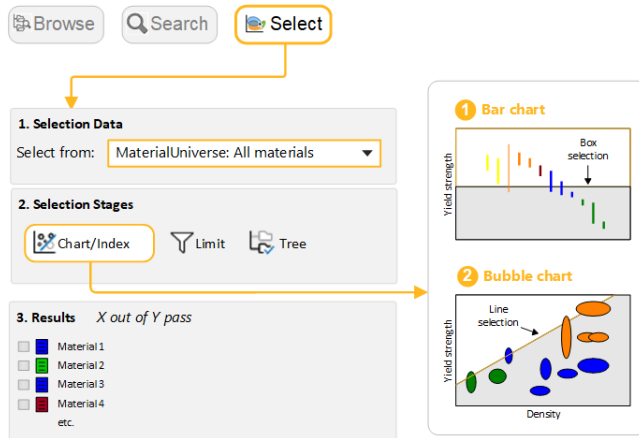 Browse
Search
Select
1. Selection Data
Select from: MaterialUniverse: All materials
2. Selection Stages
Chart/Index
Limit
Tree
3. Results X out of Y pass
Material 1
Material 2
Material 3
Material 4
etc.
1 Bar chart
Yield strength
Box
selection
2 Bubble chart
Yield strength
Line
selection
Density